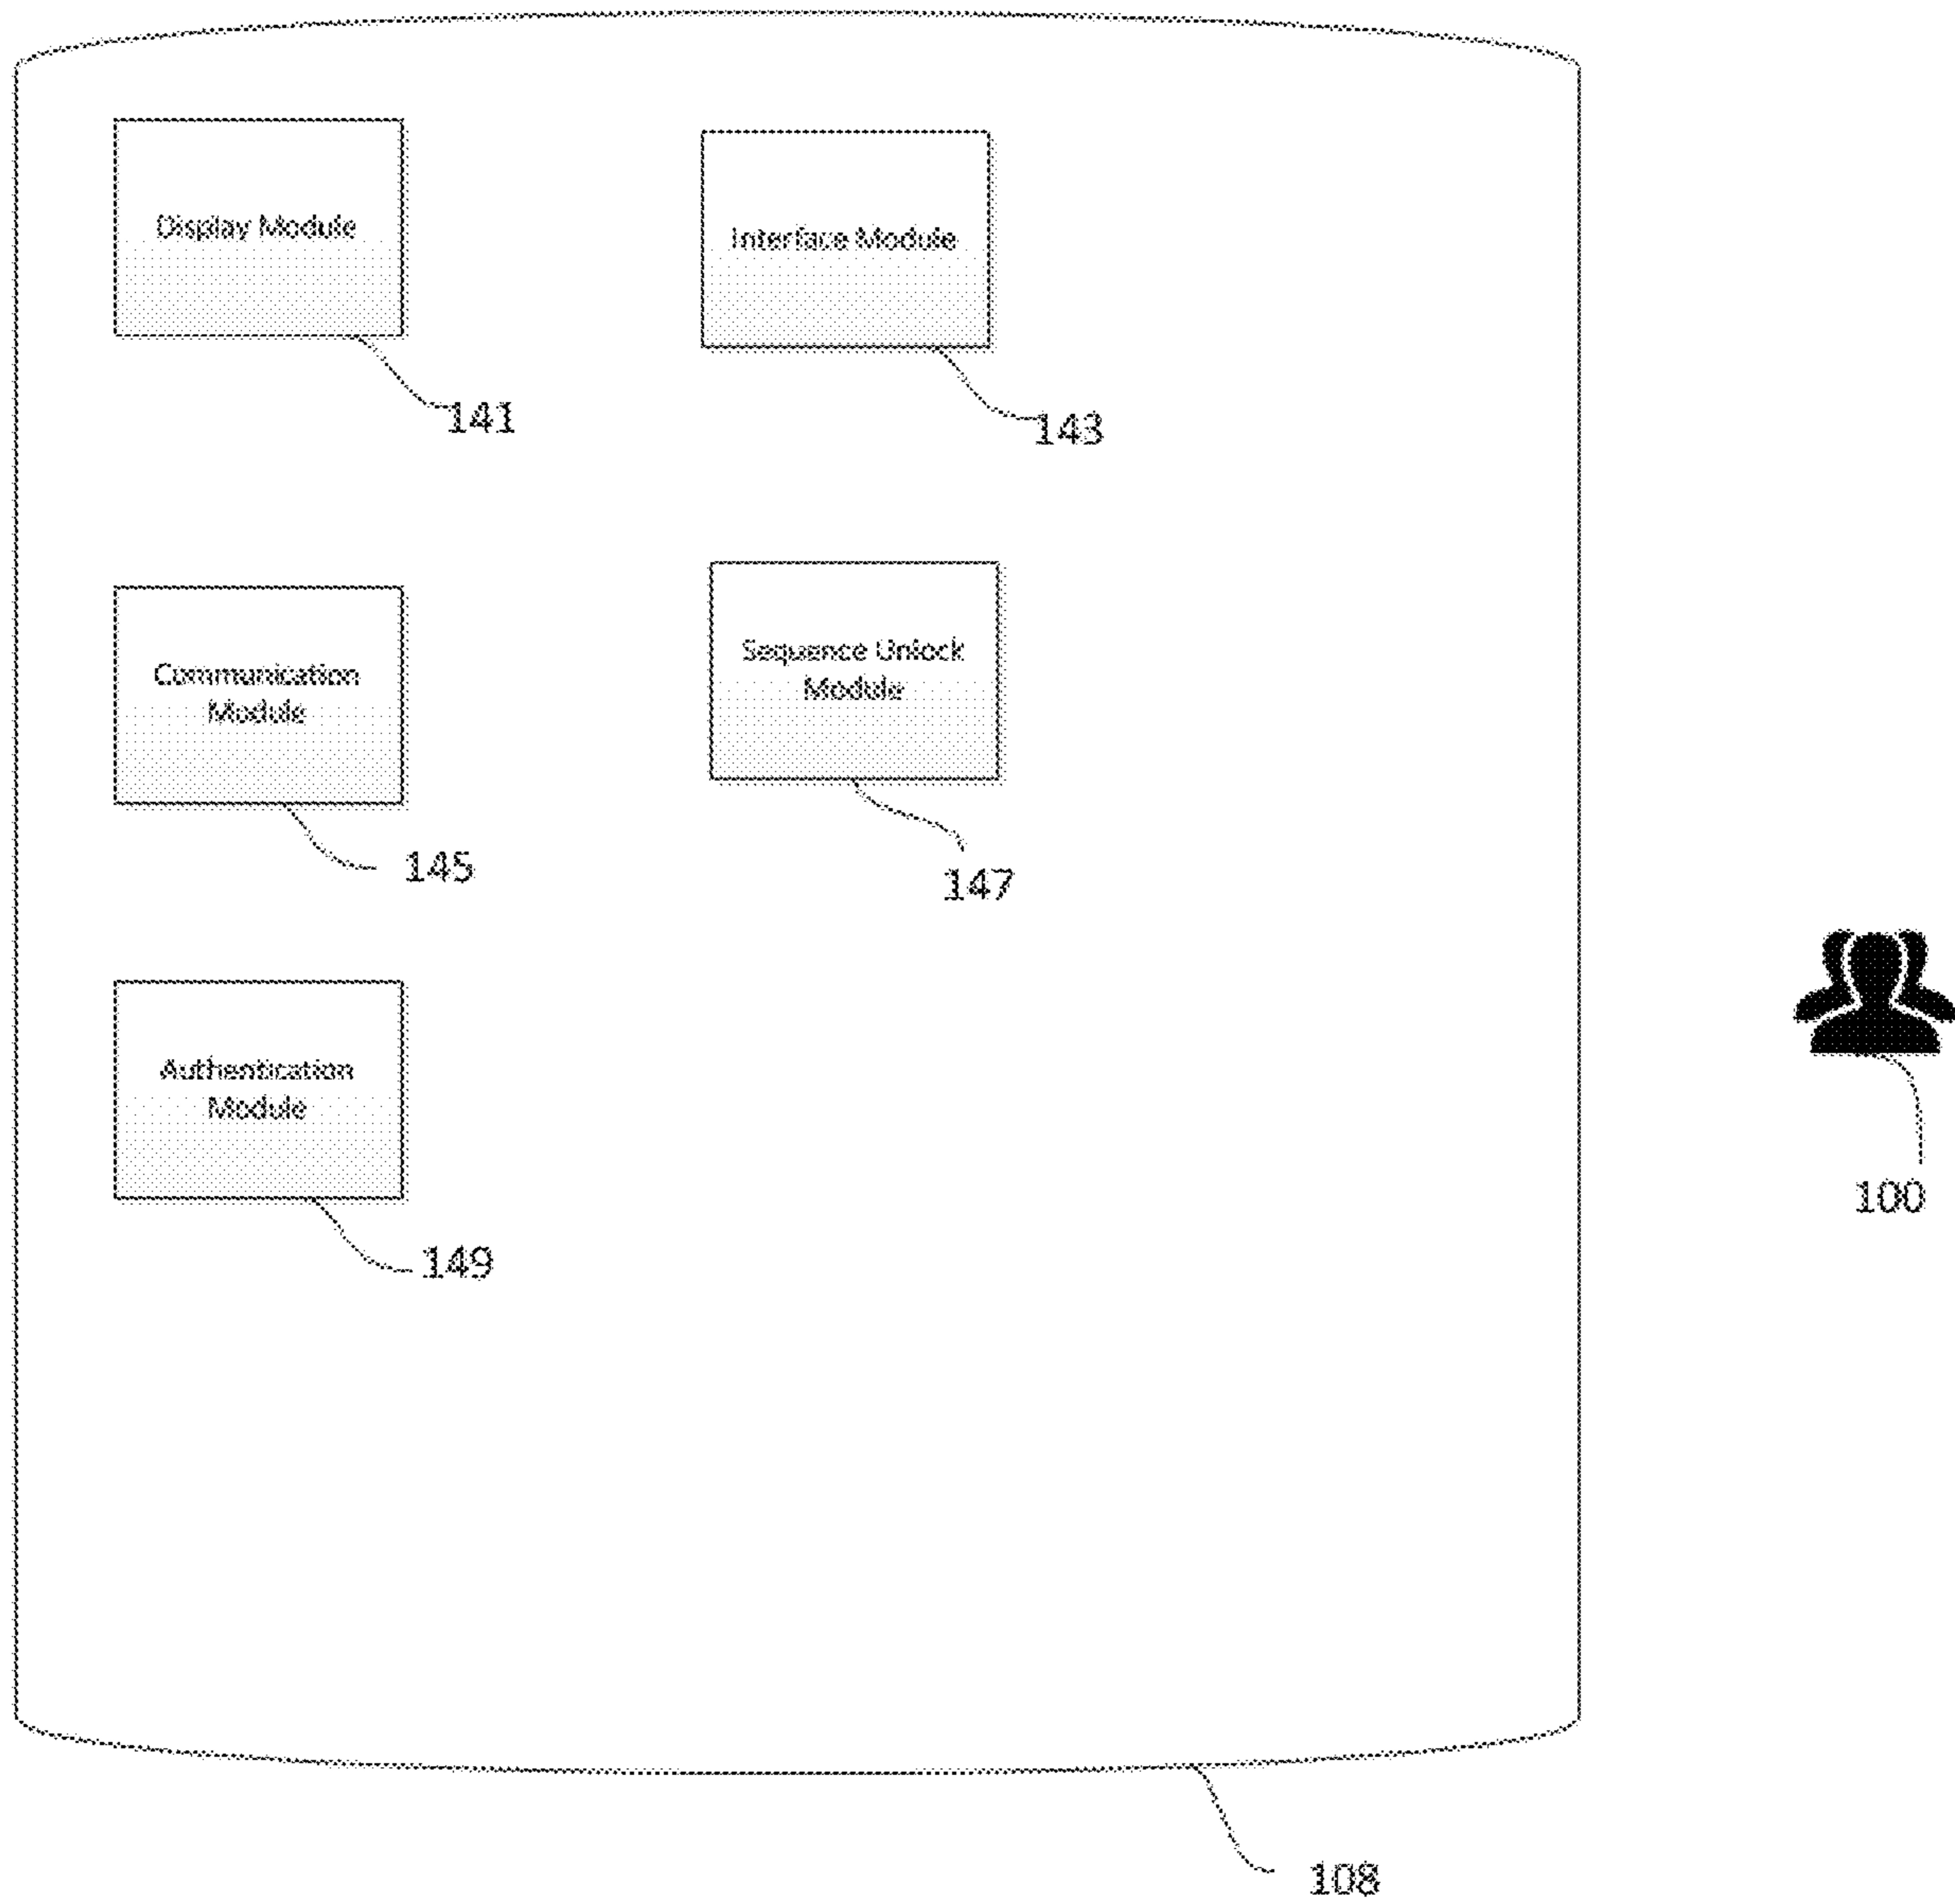 Display Module
Interface Module
141
143
Communication
Module
Sequence Unlock
Module
145
147
Authentication
Module
100
149
108